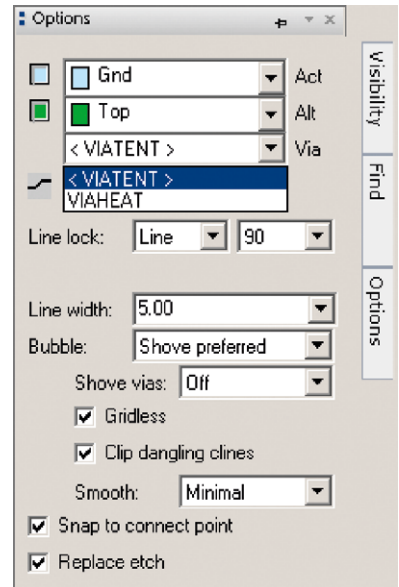 Options
Gnd Act
Top Alt
< VIATENT > Via
< VIATENT >
VIAHEAT
Line lock: Line 90
Line width: 5.00
Bubble: Shove preferred
Shove vias: Off
Gridless
Clip dangling clines
Smooth: Minimal
Snap to connect point
Replace etch
Visibility
Find
Options